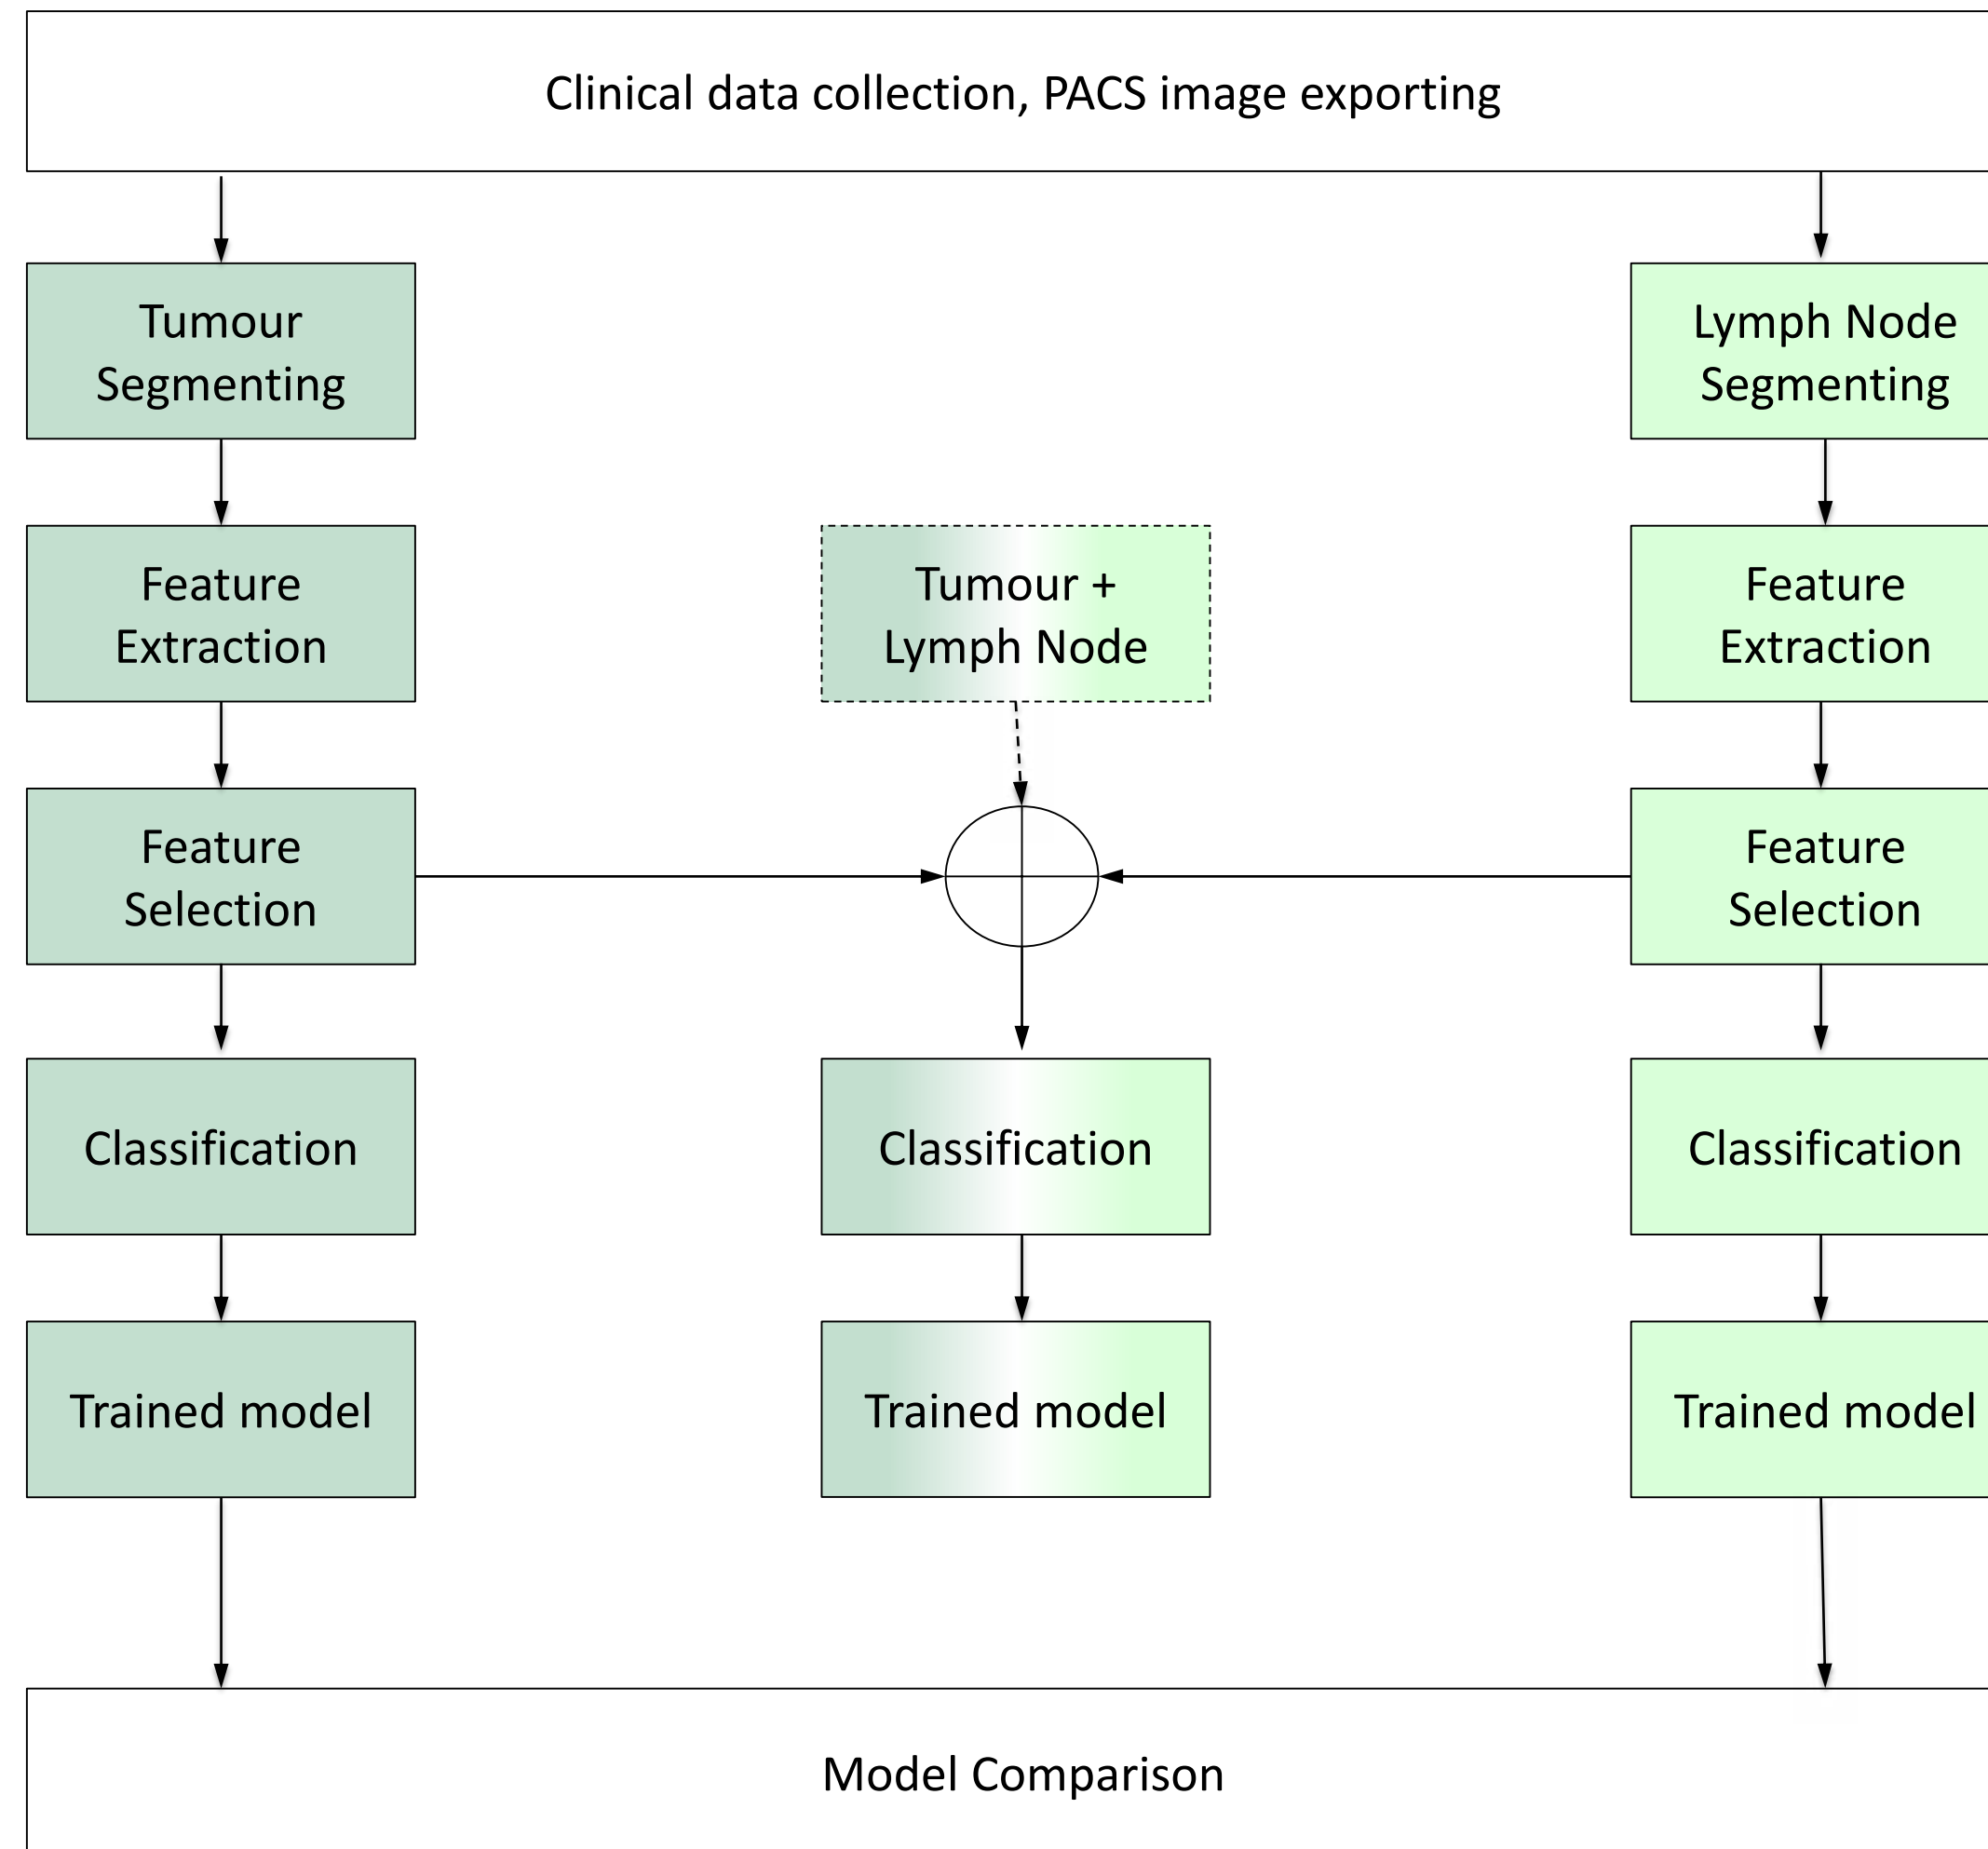 Clinical data collection, PACS image exporting
Tumour
Segmenting
Lymph Node
Segmenting
Feature
Extraction
Tumour +
Lymph Node
Feature
Extraction
Feature
Selection
Feature
Selection
Classification
Classification
Classification
Trained model
Trained model
Trained model
Model Comparison